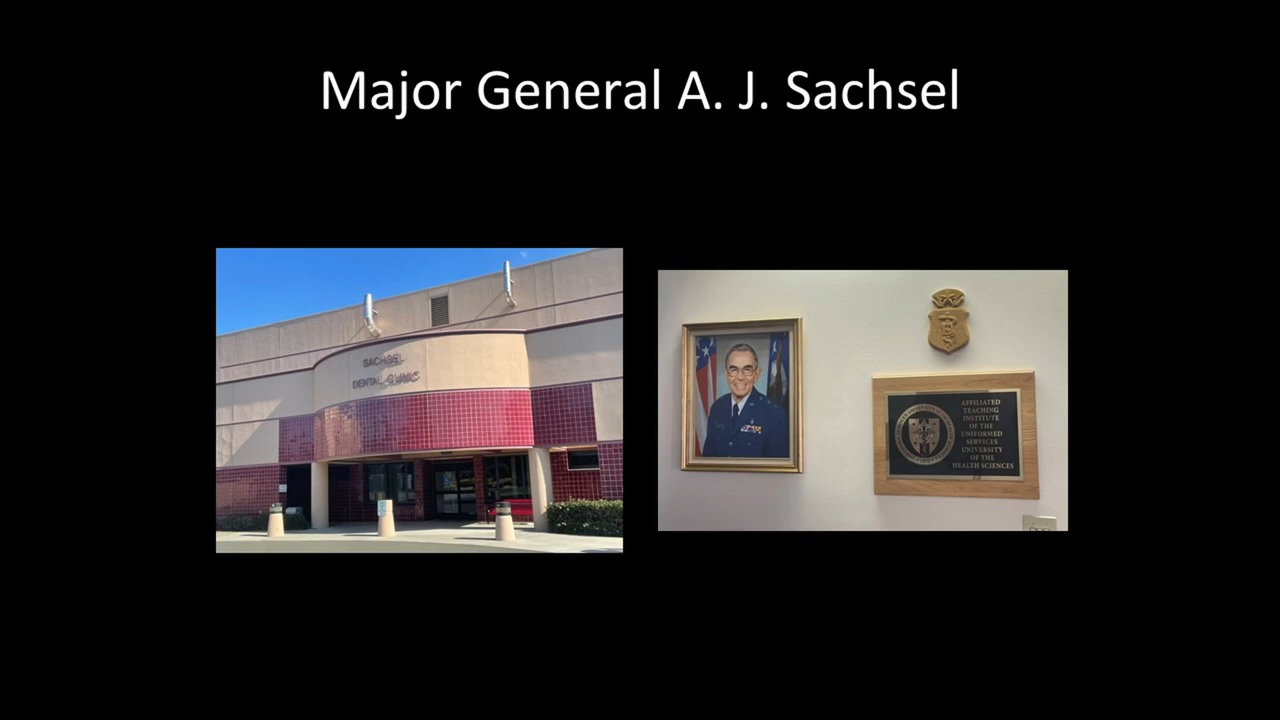 Major General A. J. Sachsel
SACHSEL
DENTAL CLINIC
AFFILIATED
TEACHING
INSTITUTE
OF THE
UNIFORMED
SERVICES
UNIVERSITY
OF THE
HEALTH SCIENCES